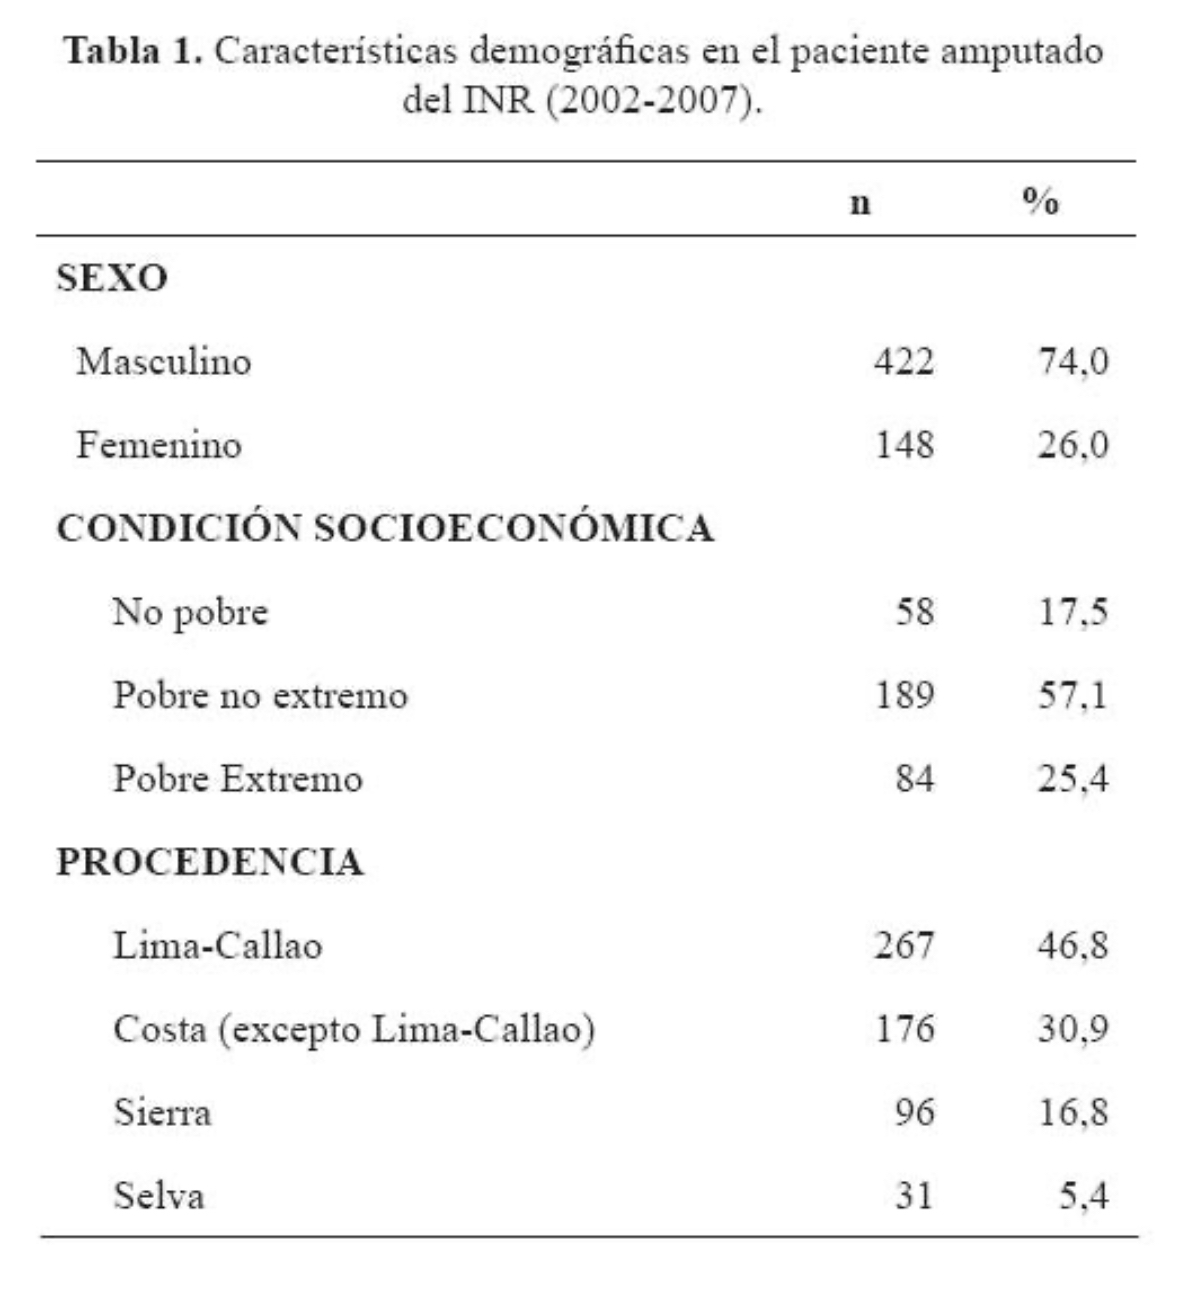 Tabla 1. Características demográficas en el paciente amputado
del INR (2002-2007).
n %
SEXO
Masculino 422 74,0
Femenino 148 26,0
CONDICIÓN SOCIOECONÓMICA
No pobre 58 17,5
Pobre no extremo 189 57,1
Pobre Extremo 84 25,4
PROCEDENCIA
Lima-Callao 267 46,8
Costa (excepto Lima-Callao) 176 30,9
Sierra 96 16,8
Selva 31 5,4